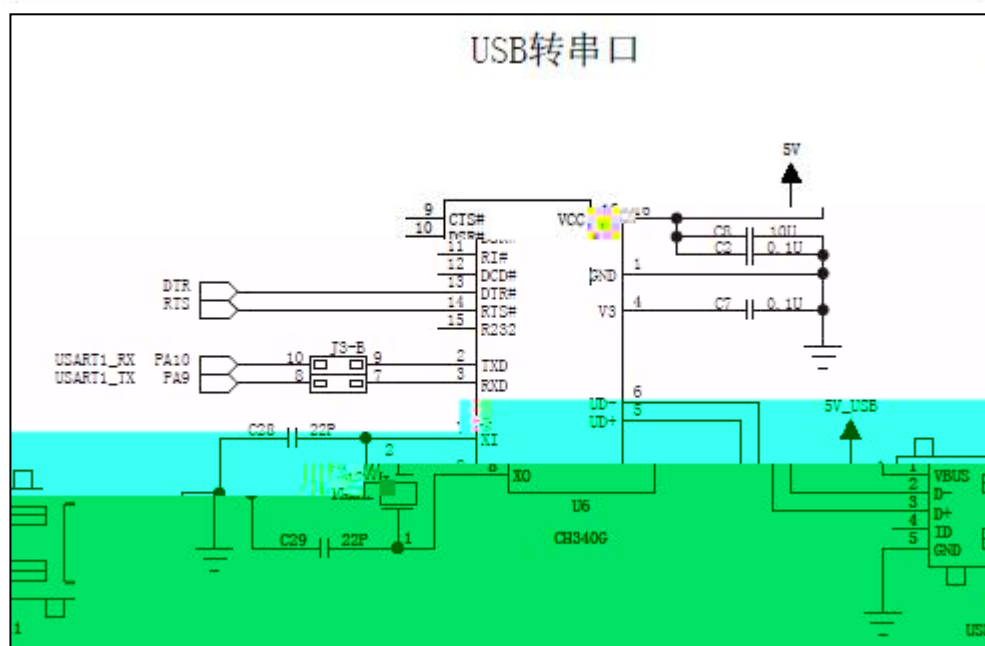 USB转串口
5V
9 CTS# VCC 16
10 DSR# C8 10U
11 C2 0.1U
RI#
12 DCD# GND 1
DTR 13 DTR#
RTS 14 RTS# V3 4 C7 0.1U
15 R232
J3-B
USART1_RX PA10 10 9 2 TXD
USART1_TX PA9 8 7 3 RXD
UD- 6
UD+ 5 5V_USB
C28 22P XI
2
XO 1 VBUS
2 D-
U6 3 D+
4 ID
C29 22P 1 CH340G 5 GND
1 US